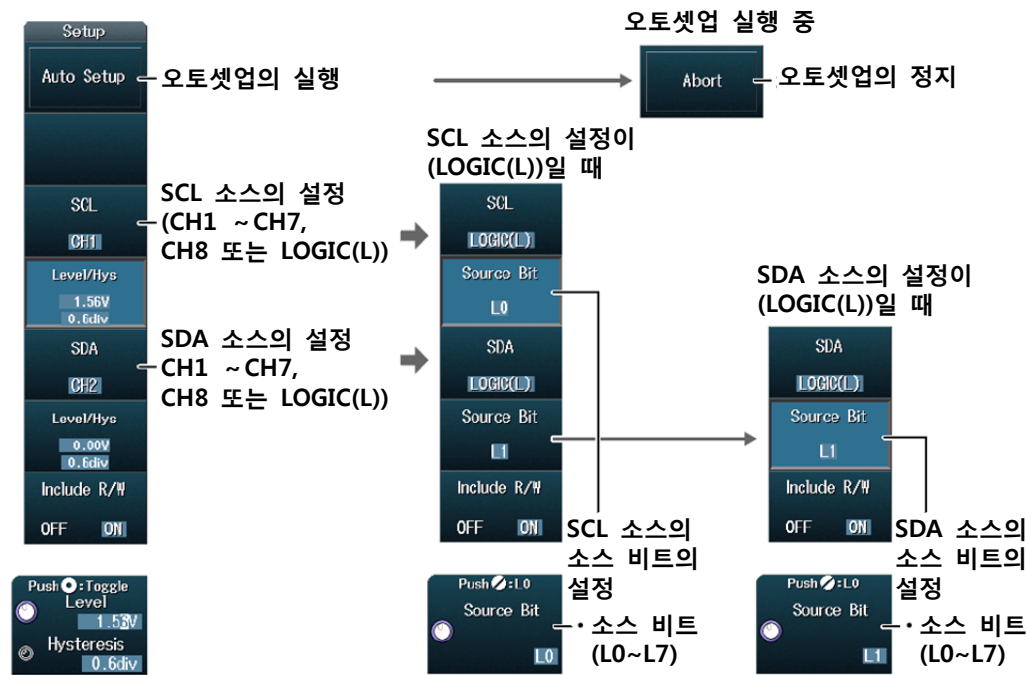 Setup
Auto Setup
오토셋업의 실행
오토셋업 실행 중
Abort
오토셋업의 정지
SCL
CH1
SCL 소스의 설정
(CH1 ~CH7,
CH8 또는 LOGIC(L))
Level/Hys
1.56V
0.6div
SDA
CH2
SDA 소스의 설정
CH1 ~CH7,
CH8 또는 LOGIC(L))
Level/Hys
0.00V
0.6div
Include R/W
OFF ON
Push :Toggle
Level
1.56V
Hysteresis
0.6div
SCL 소스의 설정이
(LOGIC(L))일 때
SCL
LOGIC(L)
Source Bit
L0
SDA
LOGIC(L)
Source Bit
L1
Include R/W
OFF ON
SCL 소스의
소스 비트의
설정
Push :L0
Source Bit
L0
·소스 비트
(L0~L7)
SDA 소스의 설정이
(LOGIC(L))일 때
SDA
LOGIC(L)
Source Bit
L1
Include R/W
OFF ON
SDA 소스의
소스 비트의
설정
Push :L0
Source Bit
L1
·소스 비트
(L0~L7)